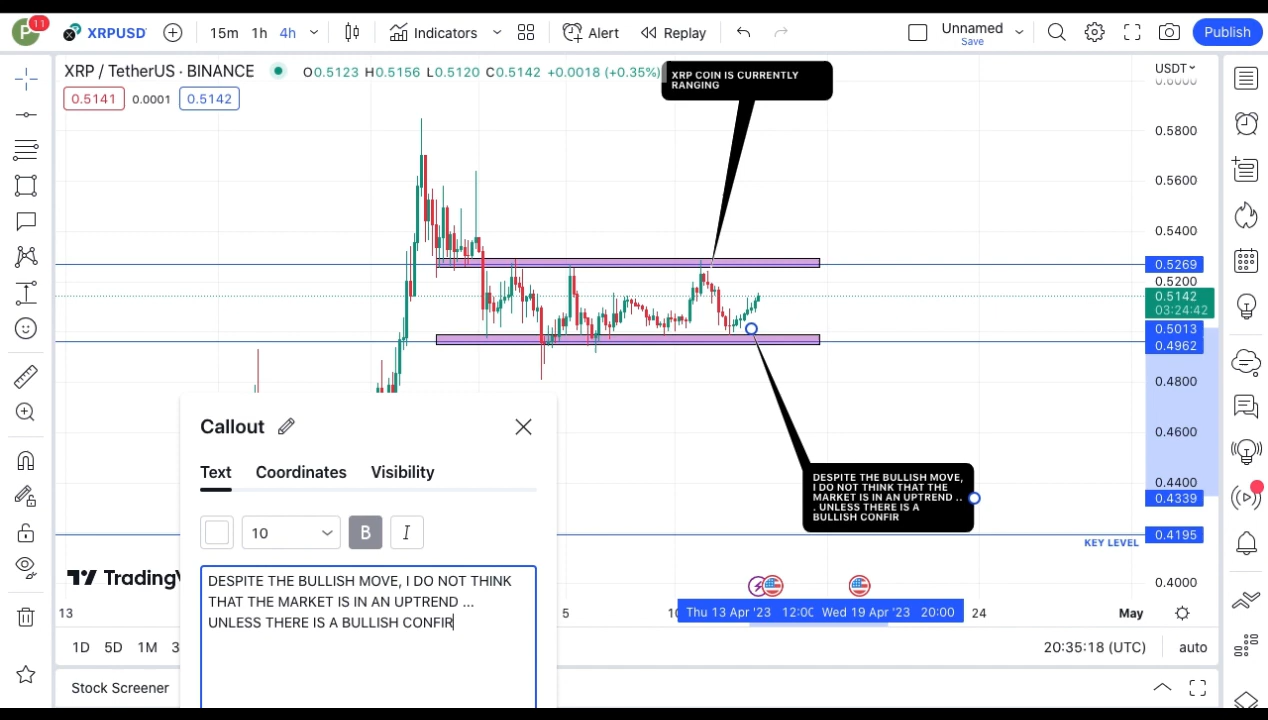 P
11
XRPUSD
15m
1h
4h
Indicators
Alert
Replay
Unnamed
Save
Publish
XRP / TetherUS · BINANCE
O0.5123 H0.5156 L0.5120 C0.5142 +0.0018 (+0.35%)
0.5141
0.0001
0.5142
XRP COIN IS CURRENTLY
RANGING
USDT
0.6000
0.5800
0.5600
0.5400
0.5269
0.5200
0.5142
03:24:42
0.5013
0.4962
0.4800
0.4600
0.4400
0.4339
0.4195
0.4000
KEY LEVEL
Callout
Text
Coordinates
Visibility
10
B
I
DESPITE THE BULLISH MOVE, I DO NOT THINK
THAT THE MARKET IS IN AN UPTREND ...
UNLESS THERE IS A BULLISH CONFIR
DESPITE THE BULLISH MOVE,
I DO NOT THINK THAT THE
MARKET IS IN AN UPTREND ..
. UNLESS THERE IS A
BULLISH CONFIR
TradingV
13
5
10
Thu 13 Apr '23 12:00
Wed 19 Apr '23 20:00
24
May
1D
5D
1M
3
20:35:18 (UTC)
auto
Stock Screener